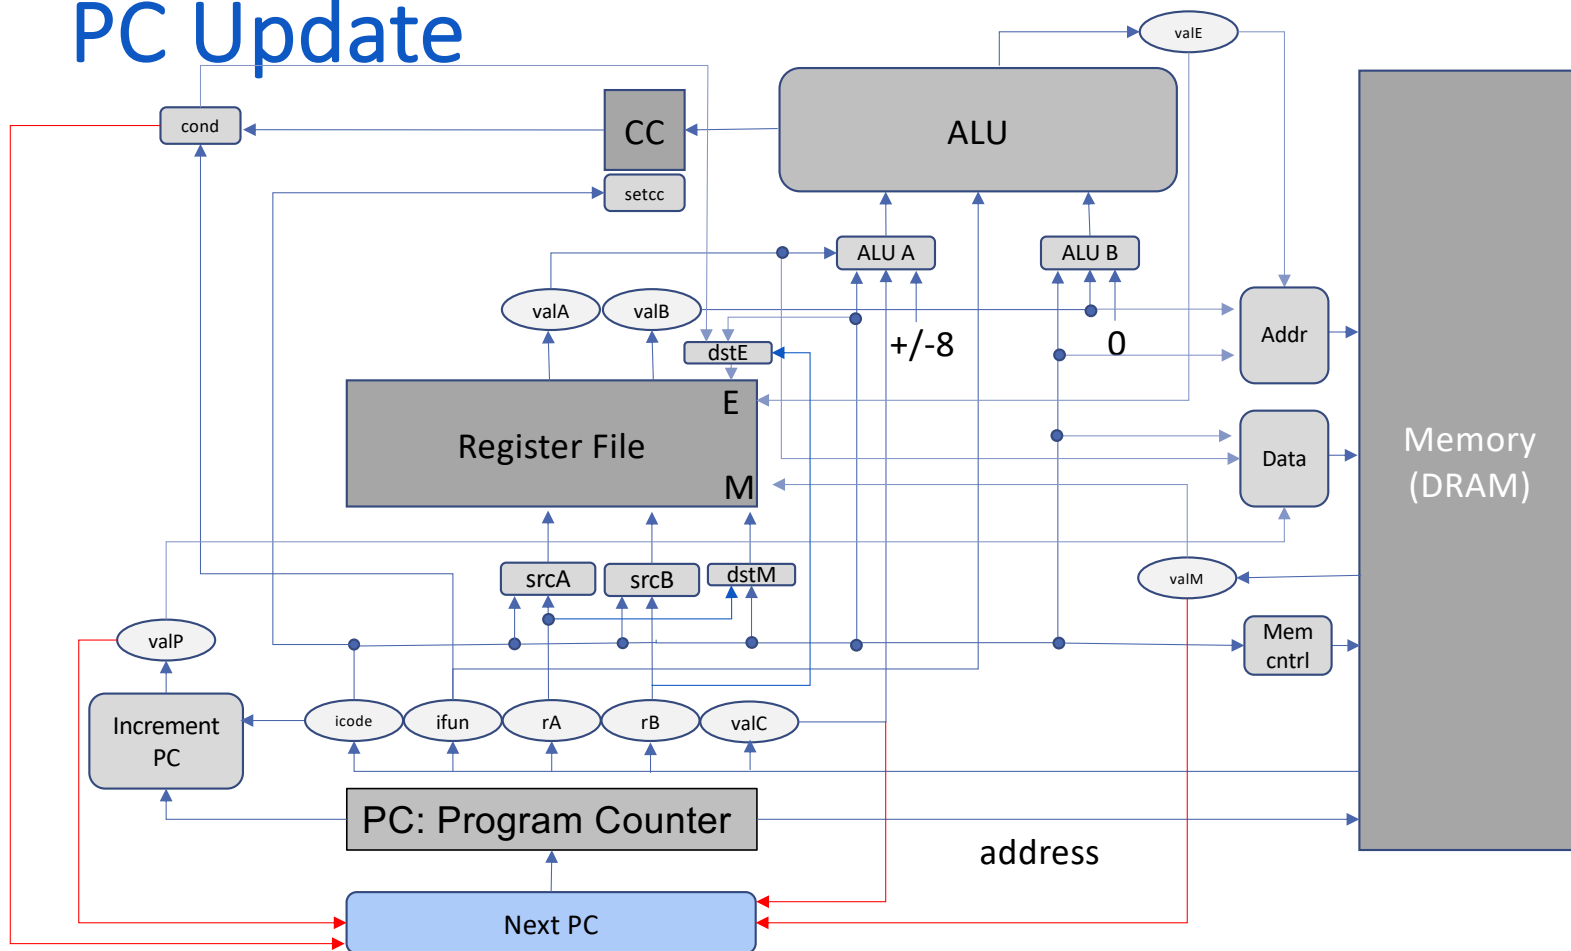 PC Update
valE
cond
CC
ALU
setcc
ALU A
ALU B
valA
valB
+/-8
0
dstE
Addr
E
Register File
M
Data
Memory
(DRAM)
srcA
srcB
dstM
valM
valP
Mem
cntrl
Increment
PC
icode
ifun
rA
rB
valC
PC: Program Counter
address
Next PC